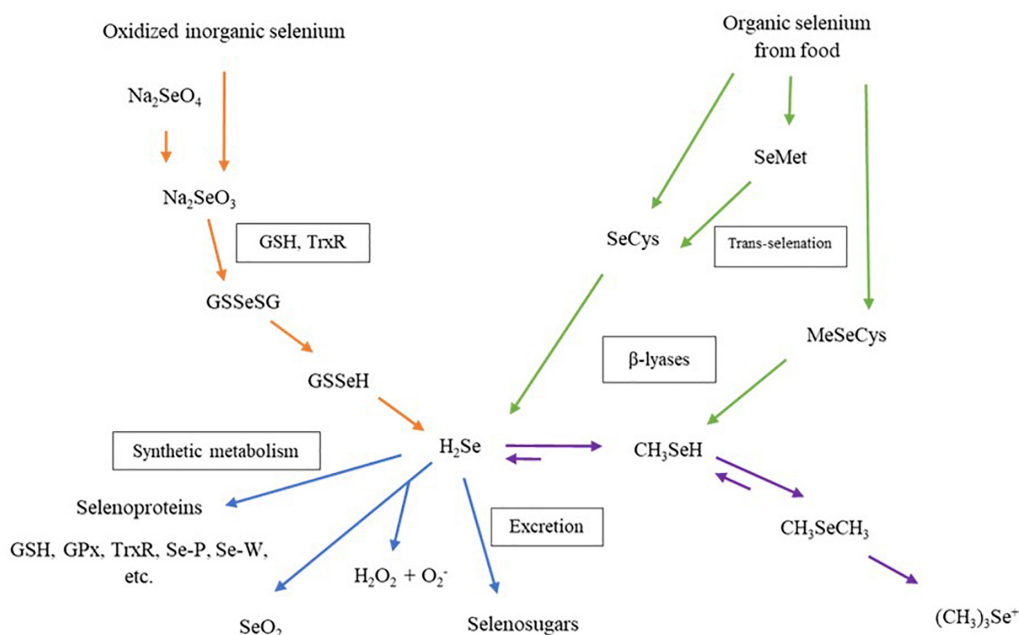 Oxidized inorganic selenium
Organic selenium
from food
Na₂SeO₄
SeMet
Na₂SeO₃
GSH, TrxR
SeCys
Trans-selenation
GSSeSG
MeSeCys
β-lyases
GSSeH
Synthetic metabolism
H₂Se
CH₃SeH
Selenoproteins
GSH, GPx, TrxR, Se-P, Se-W,
etc.
Excretion
CH₃SeCH₃
H₂O₂ + O₂⁻
SeO₂
Selenosugars
(CH₃)₃Se⁺